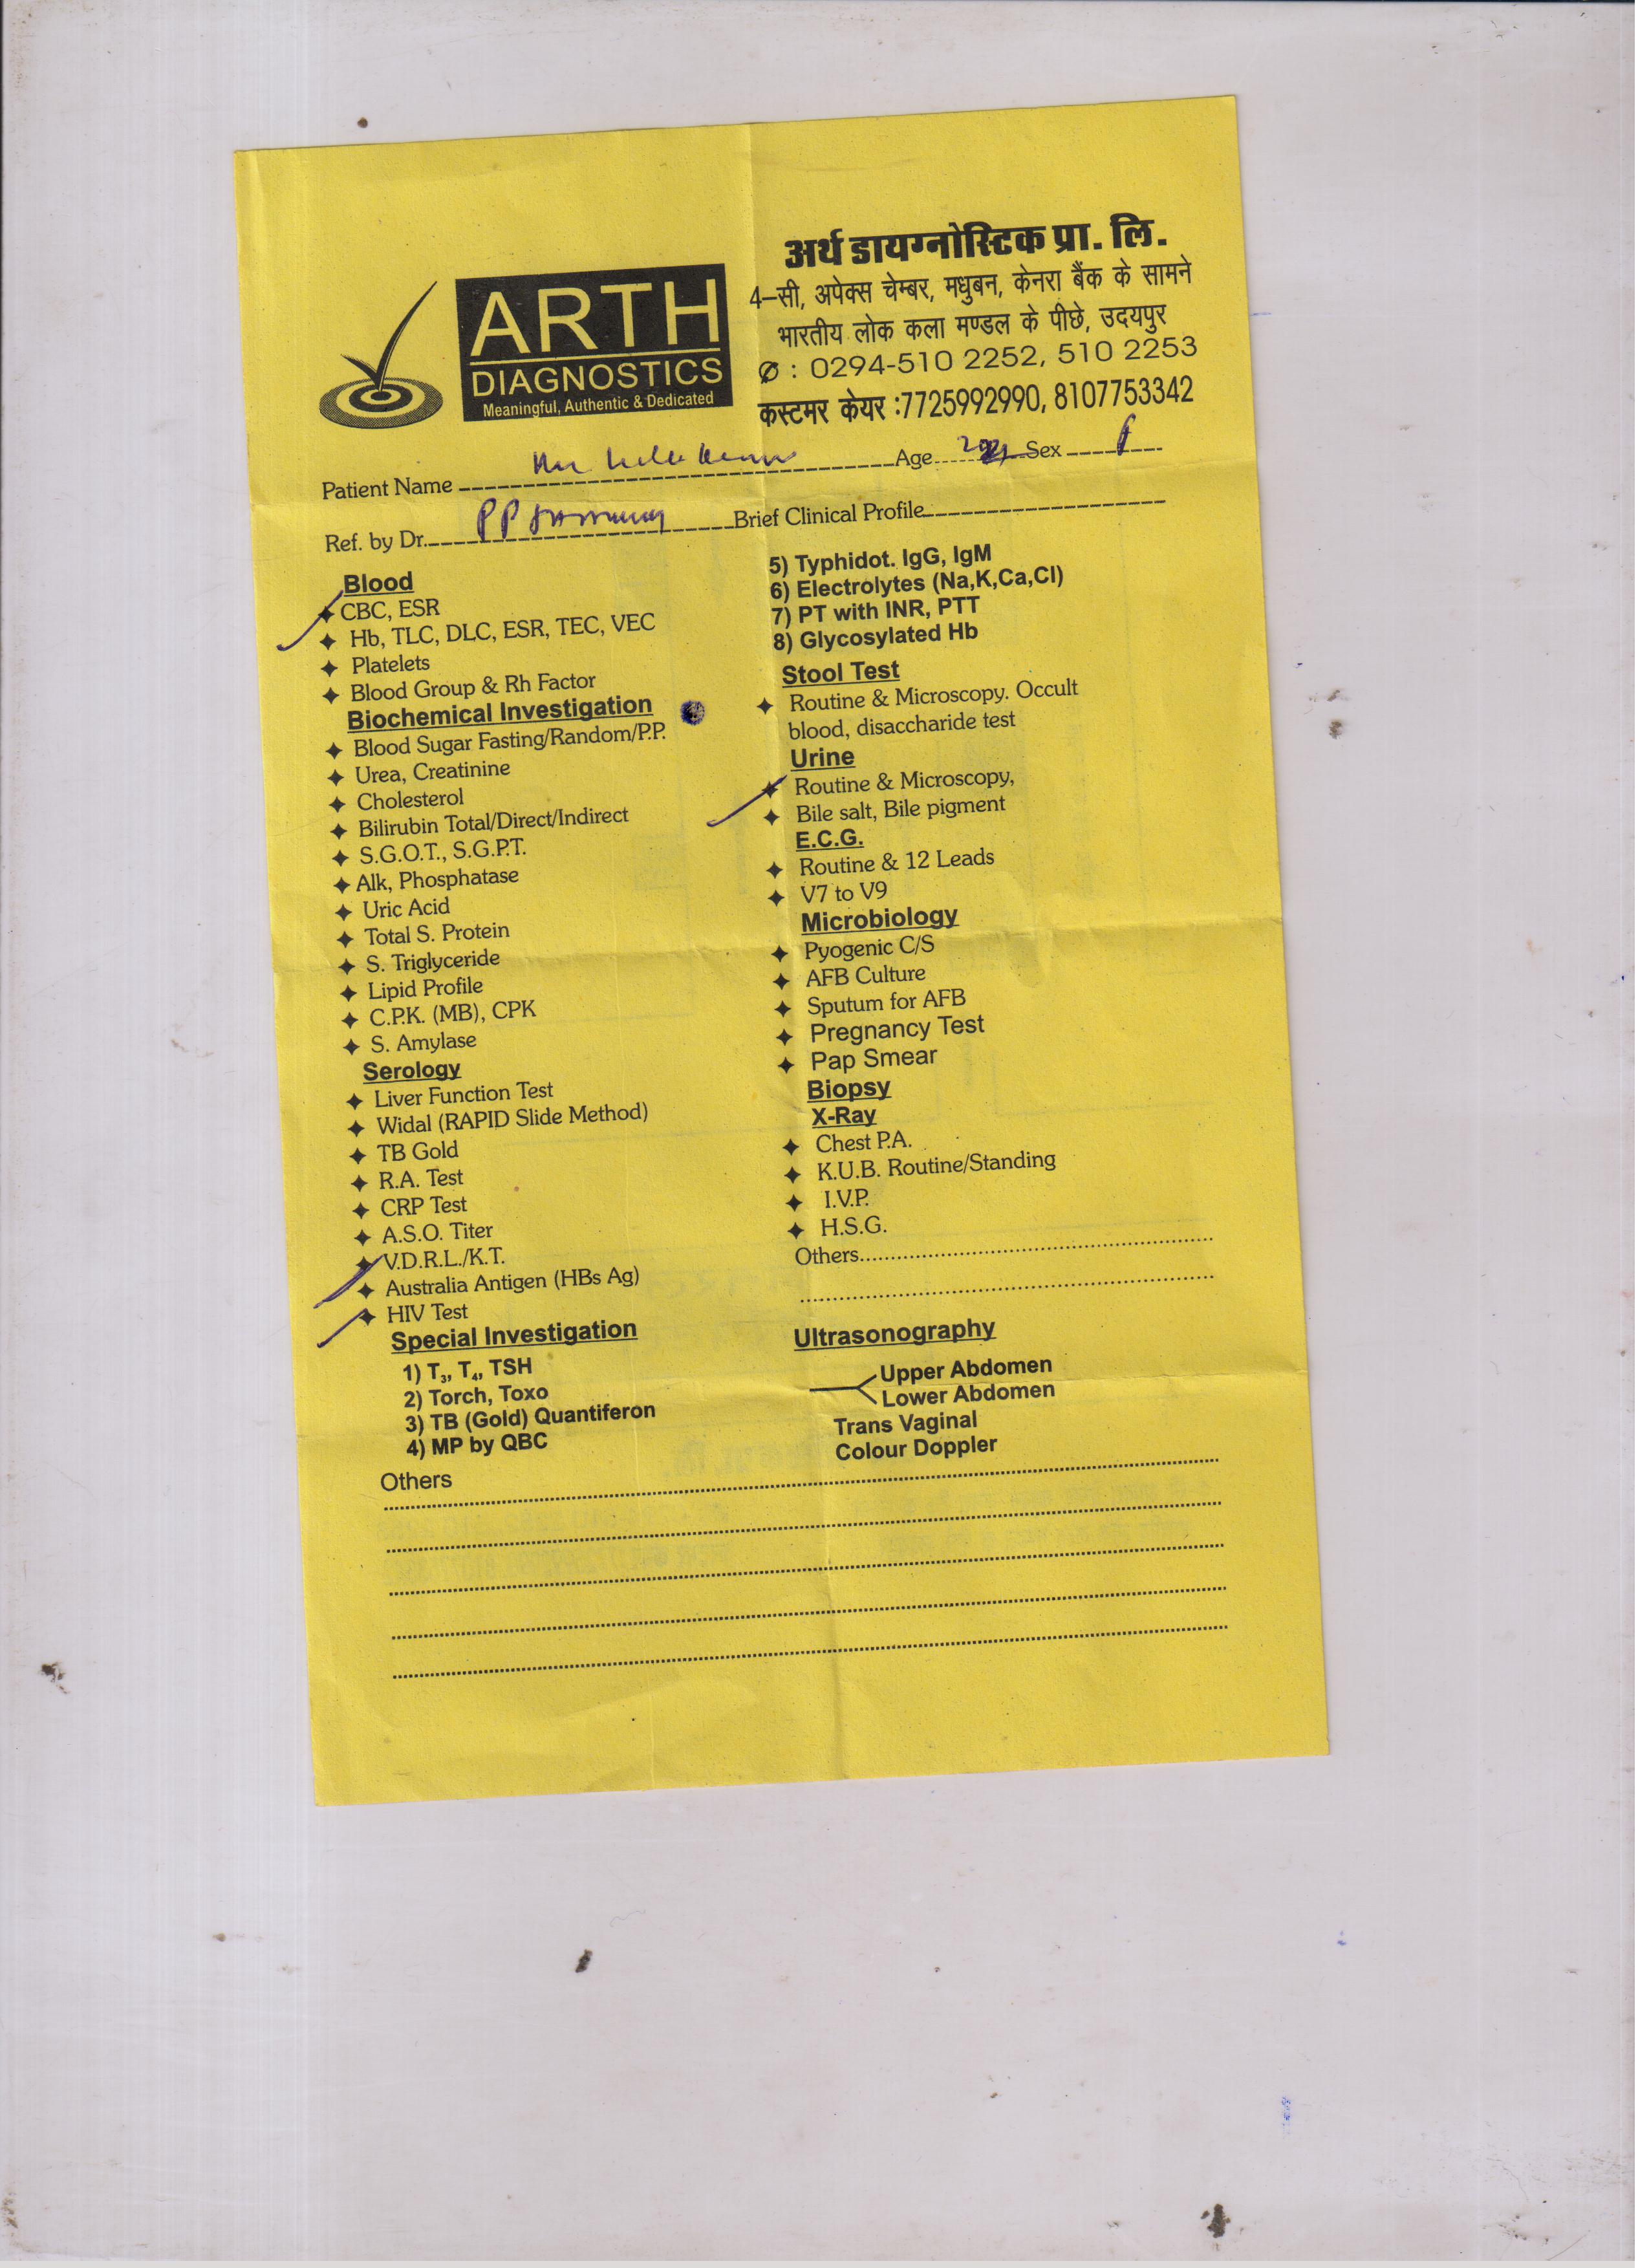 अर्थ डायग्नोस्टिक प्रा. लि.
4-सी, अपेक्स चेम्बर, मधुबन, केनरा बैंक के सामने
भारतीय लोक कला मण्डल के पीछे, उदयपुर
: 0294-510 2252, 510 2253
कस्टमर केयर :7725992990, 8107753342
ARTH
DIAGNOSTICS
Meaningful, Authentic & Dedicated
Patient Name Age Sex
Ref. by Dr. P P Brief Clinical Profile
Blood
CBC, ESR
Hb, TLC, DLC, ESR, TEC, VEC
Platelets
Blood Group & Rh Factor
Biochemical Investigation
Blood Sugar Fasting/Random/P.P.
Urea, Creatinine
Cholesterol
Bilirubin Total/Direct/Indirect
S.G.O.T., S.G.P.T.
Alk, Phosphatase
Uric Acid
Total S. Protein
S. Triglyceride
Lipid Profile
C.P.K. (MB), CPK
S. Amylase
Serology
Liver Function Test
Widal (RAPID Slide Method)
TB Gold
R.A. Test
CRP Test
A.S.O. Titer
V.D.R.L./K.T.
Australia Antigen (HBs Ag)
HIV Test
Special Investigation
1) T₃, T₄, TSH
2) Torch, Toxo
3) TB (Gold) Quantiferon
4) MP by QBC
5) Typhidot. IgG, IgM
6) Electrolytes (Na,K,Ca,Cl)
7) PT with INR, PTT
8) Glycosylated Hb
Stool Test
Routine & Microscopy. Occult
blood, disaccharide test
Urine
Routine & Microscopy,
Bile salt, Bile pigment
E.C.G.
Routine & 12 Leads
V7 to V9
Microbiology
Pyogenic C/S
AFB Culture
Sputum for AFB
Pregnancy Test
Pap Smear
Biopsy
X-Ray
Chest P.A.
K.U.B. Routine/Standing
I.V.P.
H.S.G.
Others
Ultrasonography
Upper Abdomen
Lower Abdomen
Trans Vaginal
Colour Doppler
Others